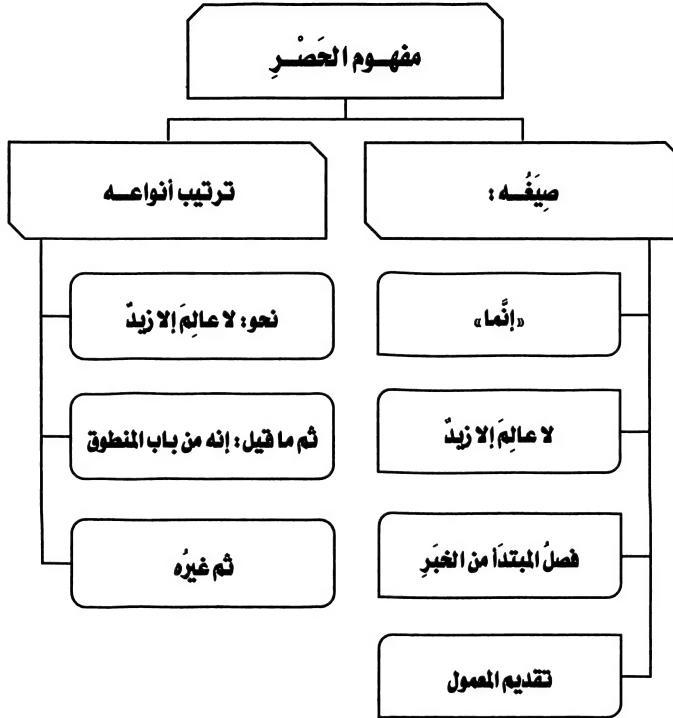 مفهوم الحَصْرِ
صِيَغُه :
«إنَّما»
لا عالِمَ إلا زيدٌ
فصلُ المبتدَأ من الخبَرِ
تقديم المعمول
ترتيب أنواعه
نحو: لا عالِمَ إلا زيدٌ
ثم ما قيل: إنه من باب المنطوق
ثم غيرُه